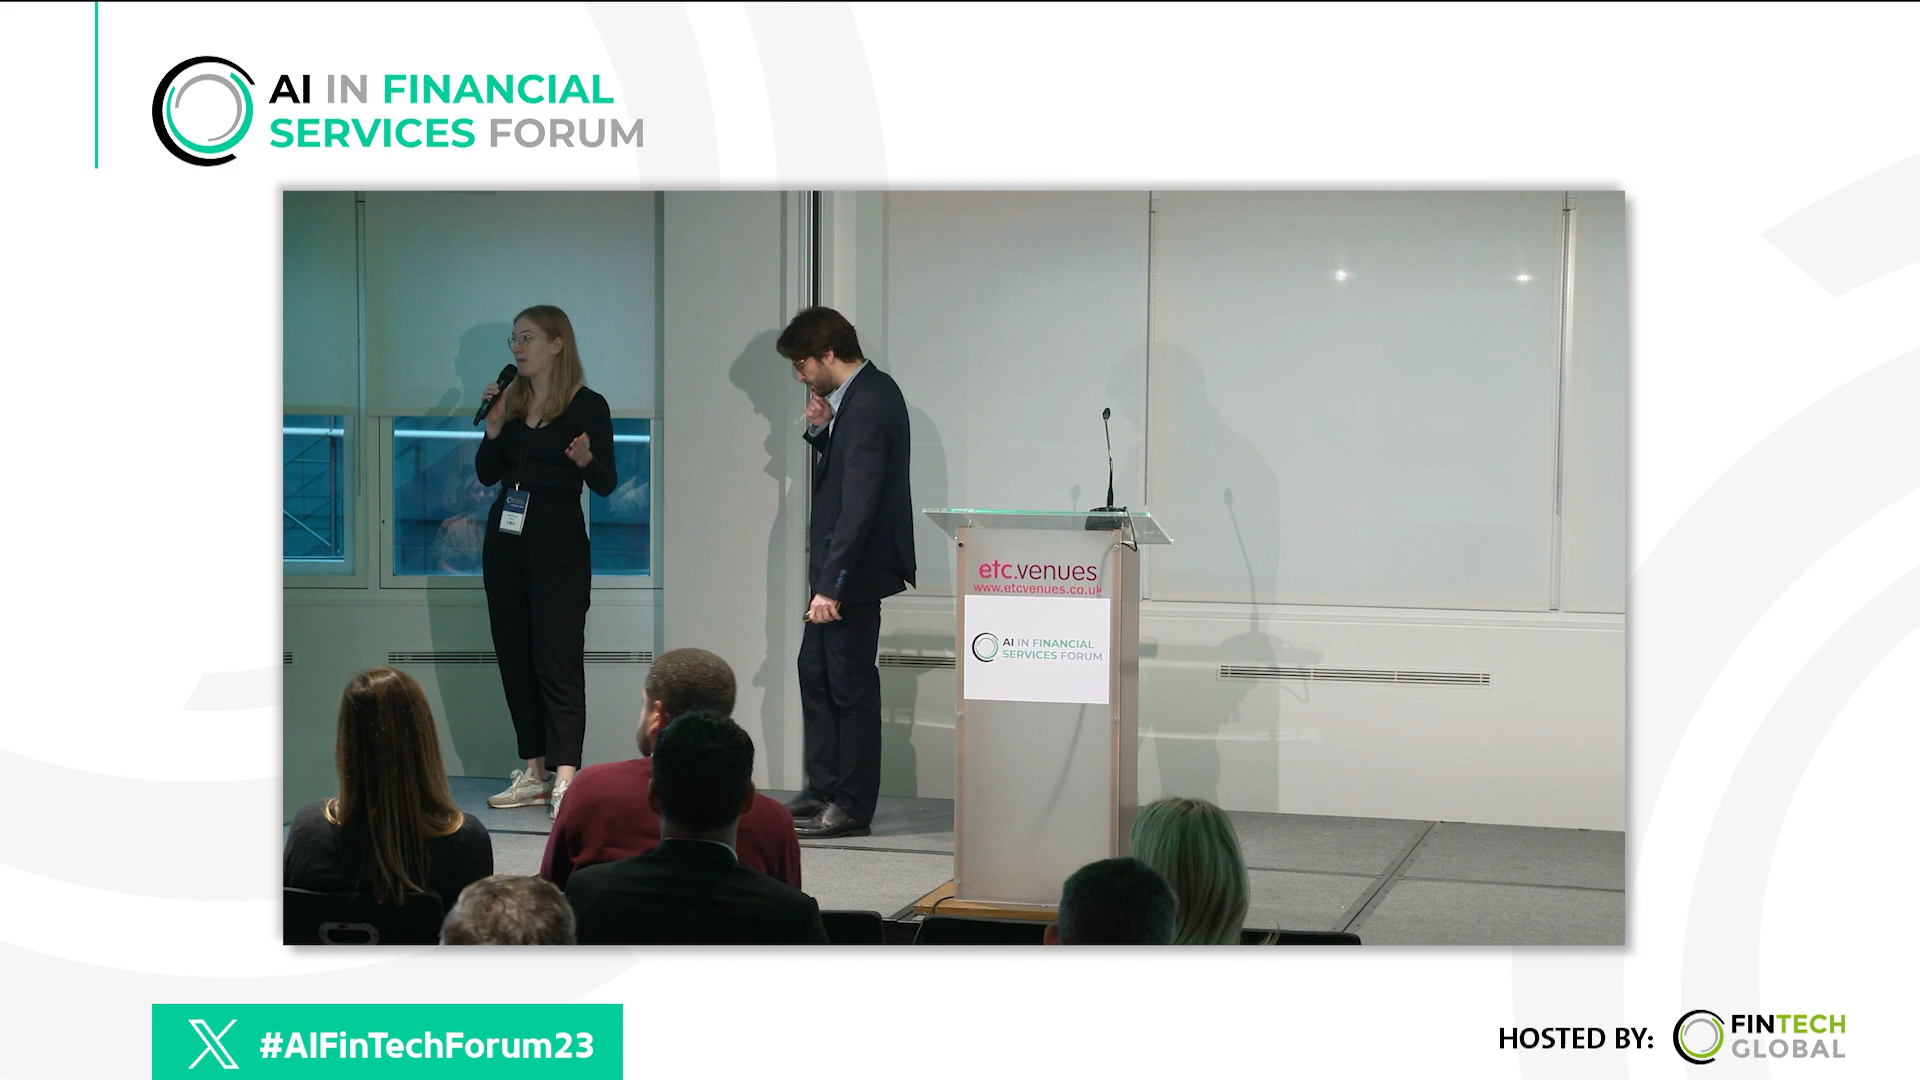 AI IN FINANCIAL
SERVICES FORUM
etc.venues
www.etcvenues.co.uk
AI IN FINANCIAL
SERVICES FORUM
#AIFinTechForum23
HOSTED BY:
FINTECH
GLOBAL